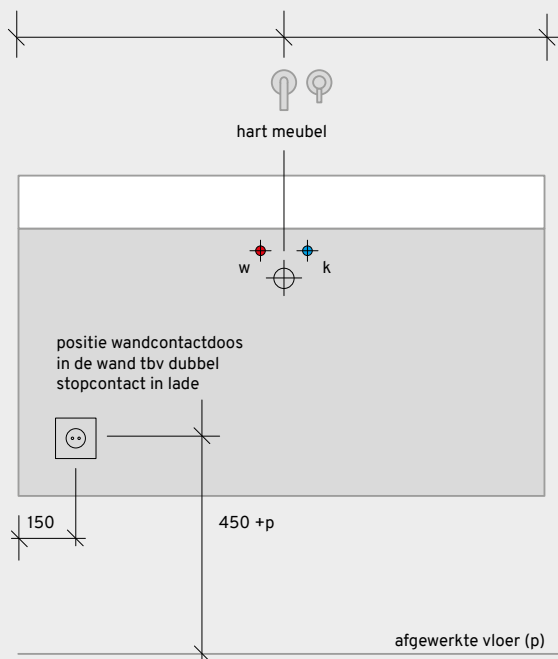 hart meubel
w
k
positie wandcontactdoos
in de wand tbv dubbel
stopcontact in lade
150
450 +p
afgewerkte vloer (p)